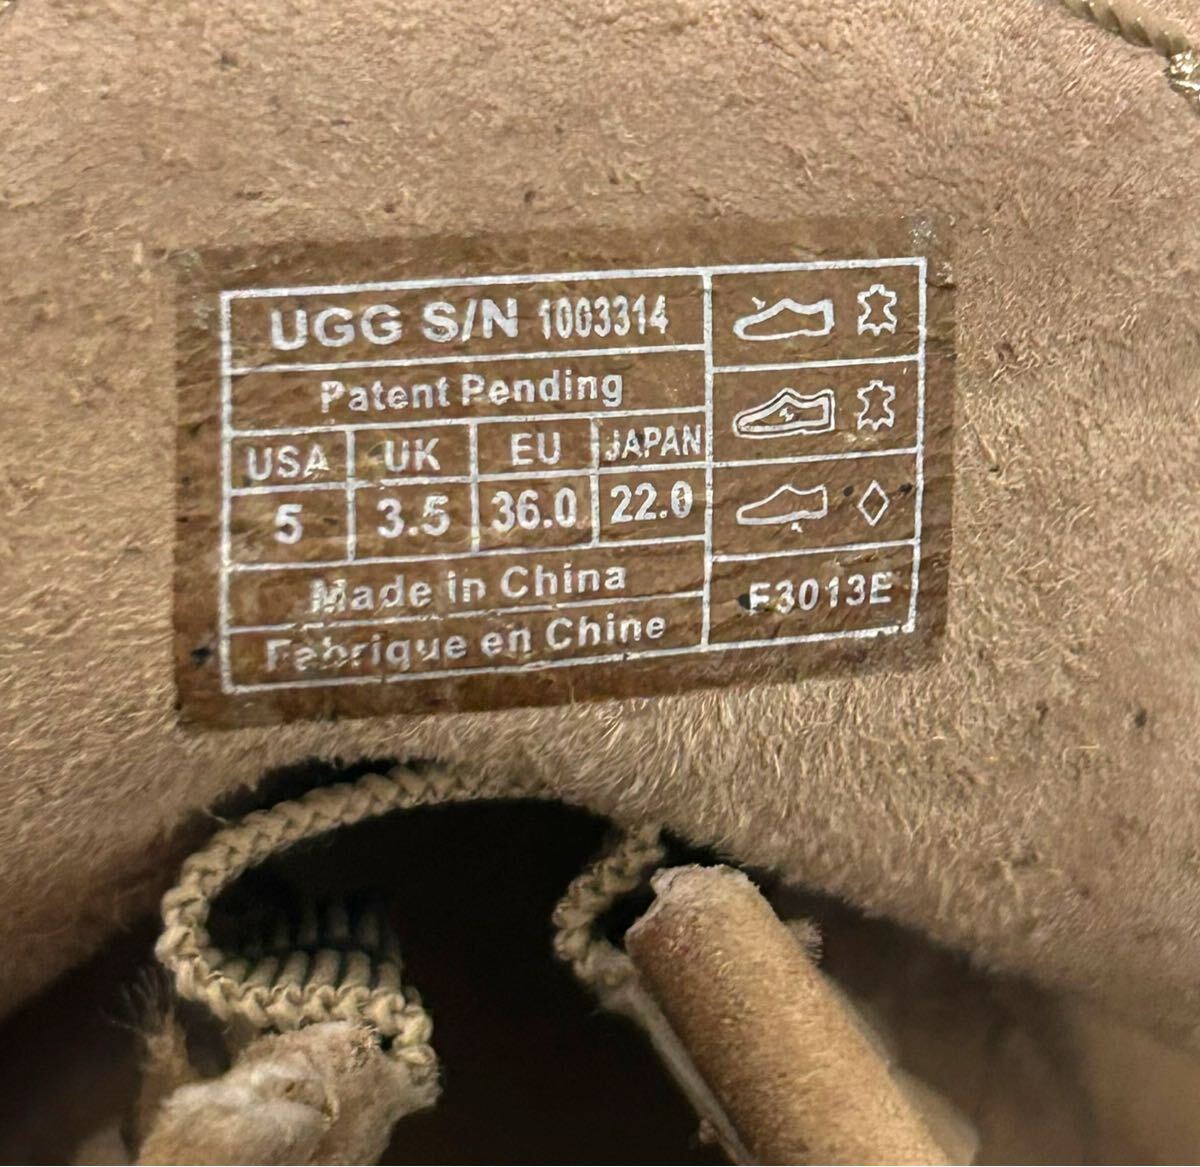 UGG S/N 1003314
Patent Pending
USA UK EU JAPAN
5 3.5 36.0 22.0
Made in China
Fabrique en Chine
F3013E